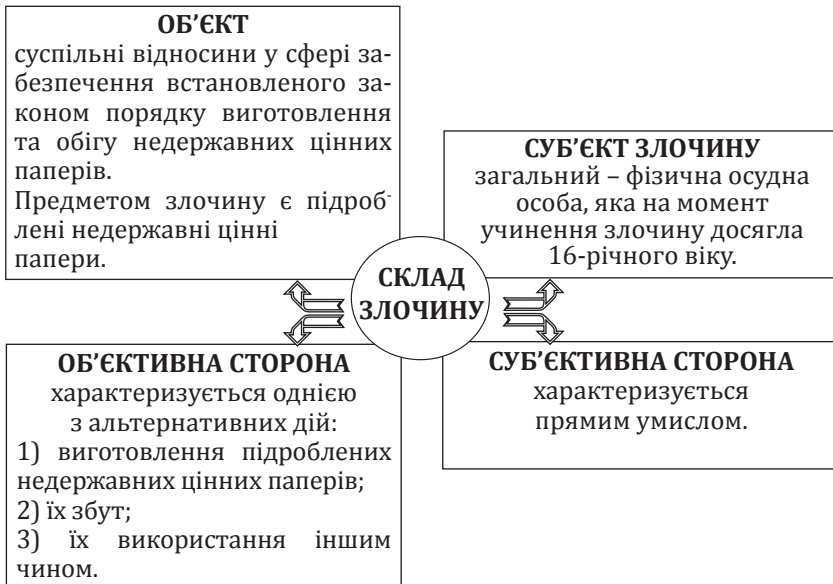 ОБ’ЄКТ
суспільні відносини у сфері за-
безпечення встановленого за-
коном порядку виготовлення
та обігу недержавних цінних
паперів.
Предметом злочину є підроб-
лені недержавні цінні
папери.
СУБ’ЄКТ ЗЛОЧИНУ
загальний – фізична осудна
особа, яка на момент
учинення злочину досягла
16-річного віку.
СКЛАД
ЗЛОЧИНУ
ОБ’ЄКТИВНА СТОРОНА
характеризується однією
з альтернативних дій:
1) виготовлення підроблених
недержавних цінних паперів;
2) їх збут;
3) їх використання іншим
чином.
СУБ’ЄКТИВНА СТОРОНА
характеризується
прямим умислом.